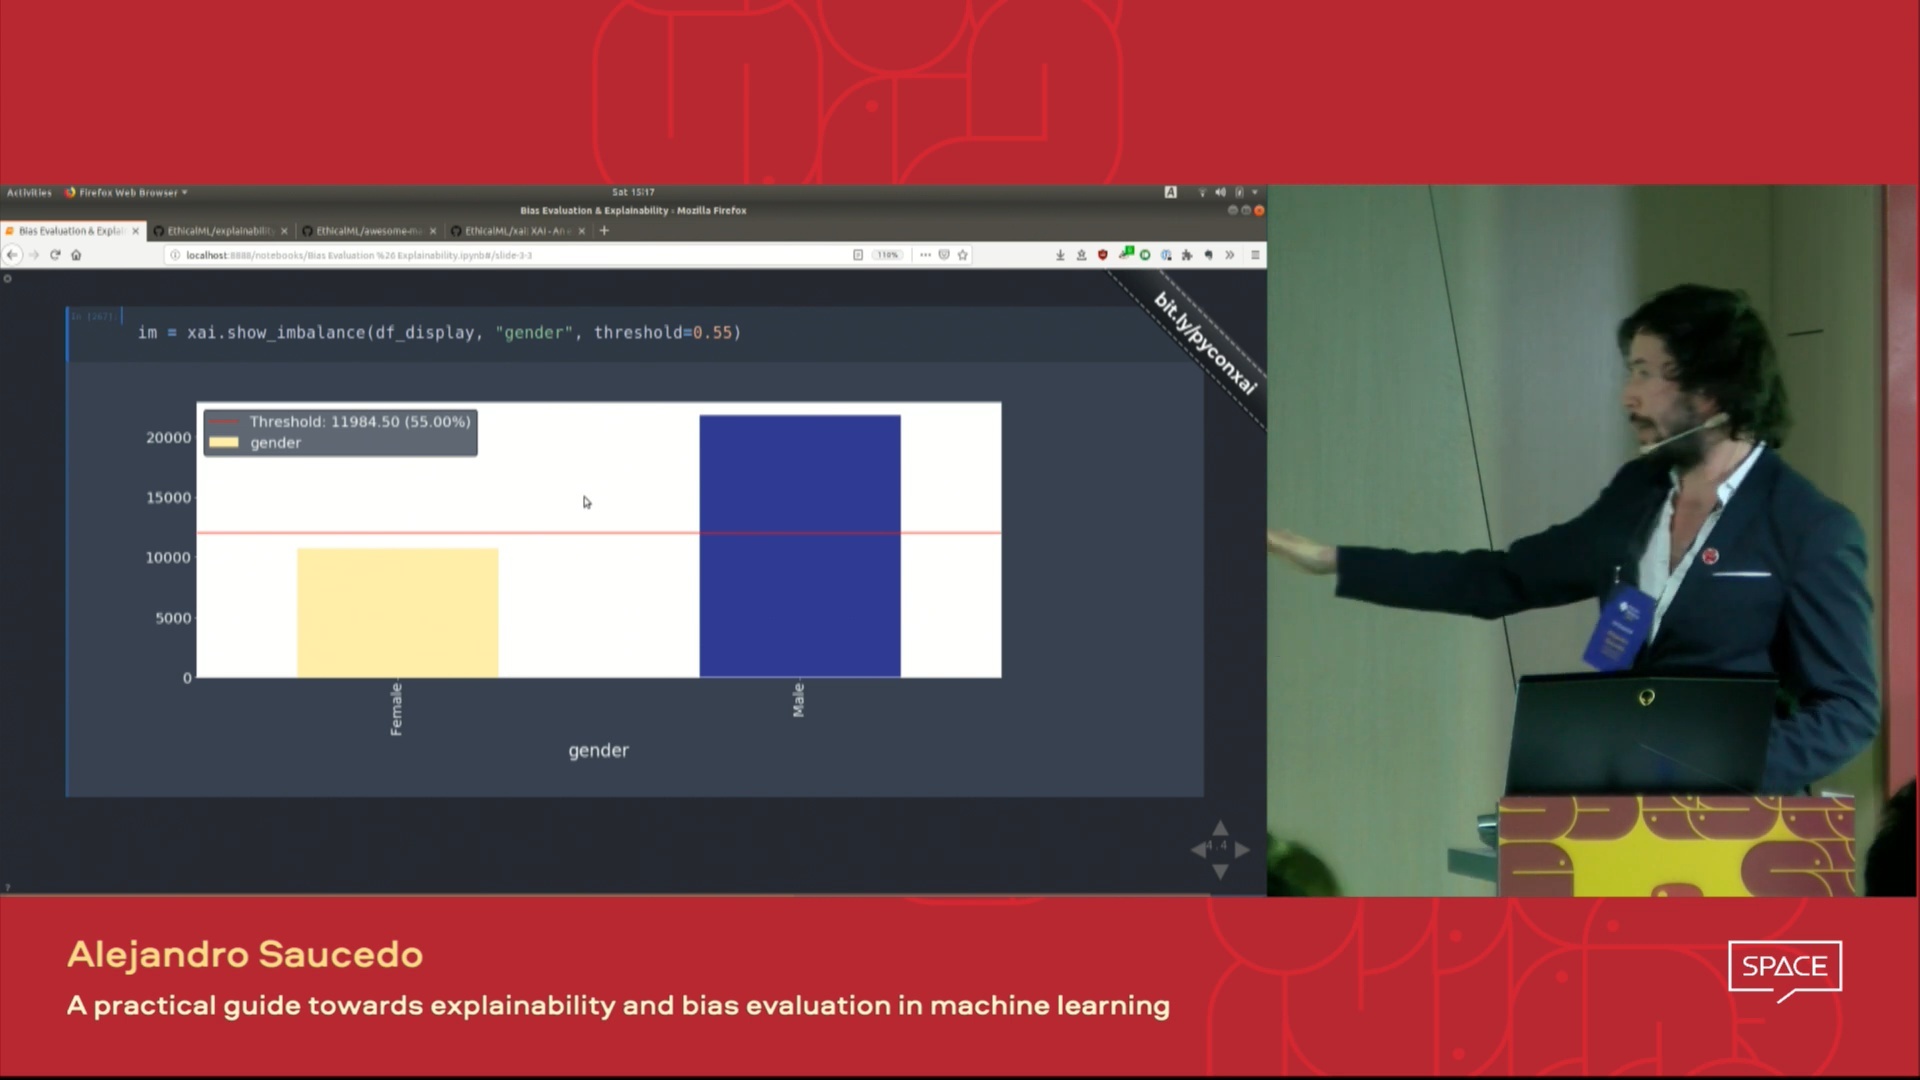 Activities Firefox Web Browser Sat 15:17 A
Bias Evaluation & Explainability - Mozilla Firefox
Bias Evaluation & Expla × EthicalML/explainability × EthicalML/awesome-m × EthicalML/xai: XAI - An e × +
localhost:8888/notebooks/Bias Evaluation %26 Explainability.ipynb#/slide-3-3 110%
bit.ly/pyconxai
im = xai.show_imbalance(df_display, "gender", threshold=0.55)
Threshold: 11984.50 (55.00%)
gender
20000
15000
10000
5000
0
Female
Male
gender
4.4
?
Alejandro Saucedo
A practical guide towards explainability and bias evaluation in machine learning
SPACE